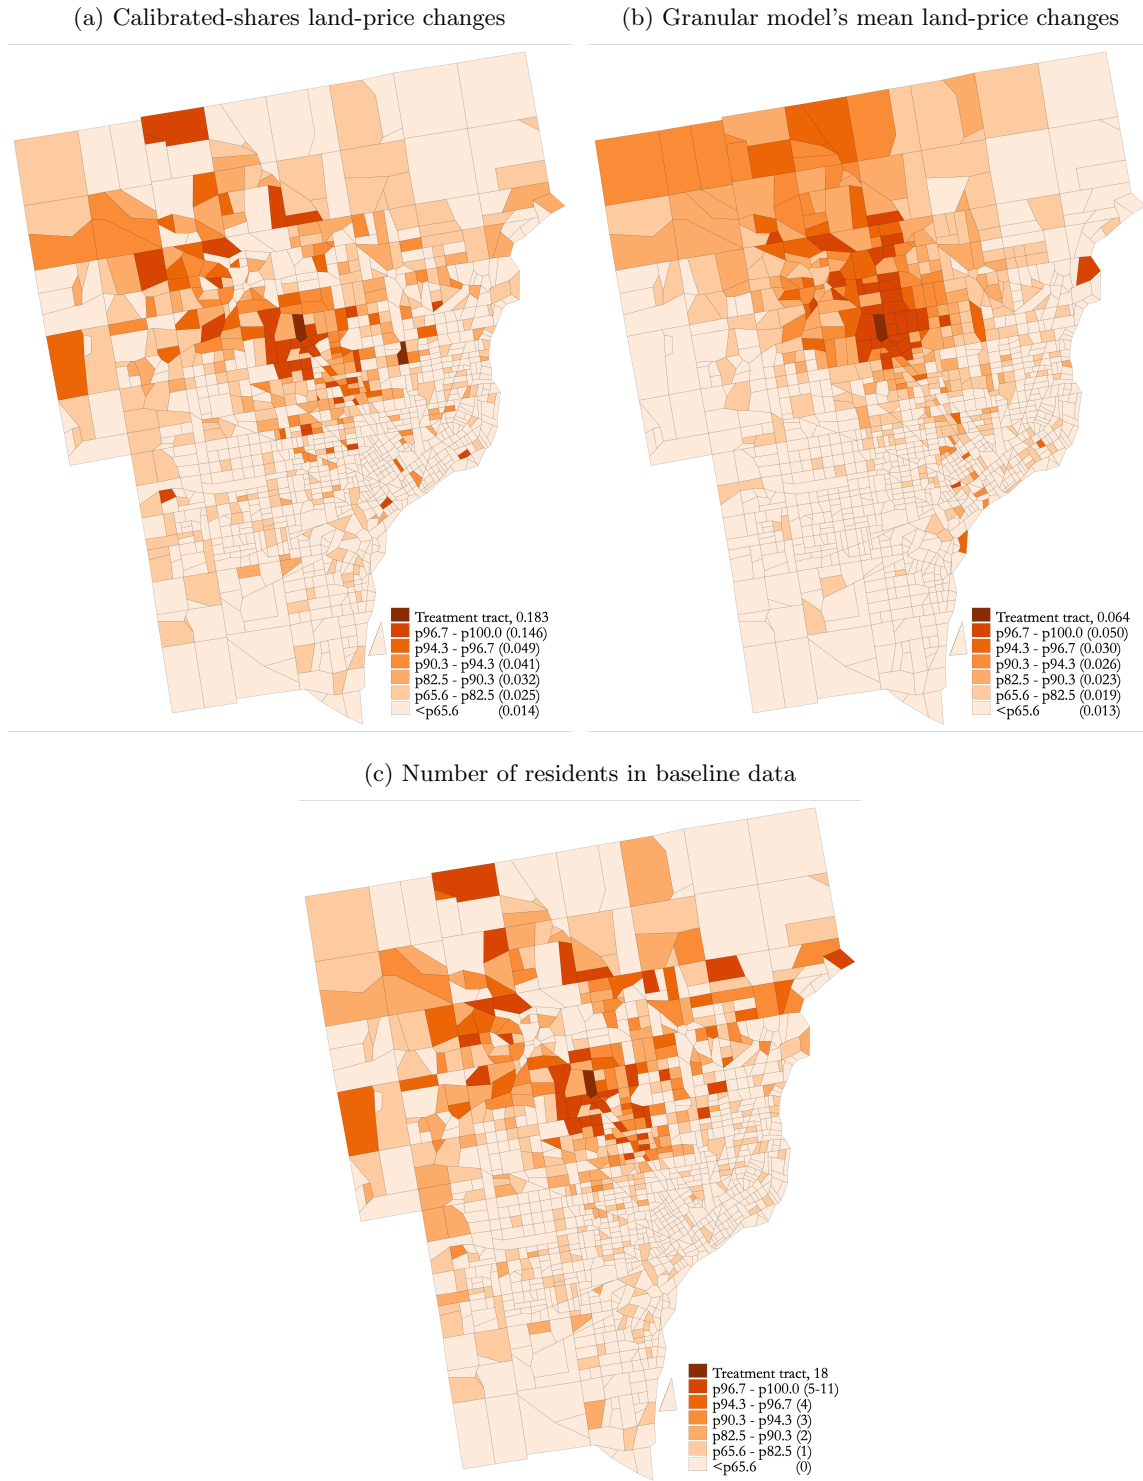 (a) Calibrated-shares land-price changes
(b) Granular model's mean land-price changes
Treatment tract, 0.183
p96.7 - p100.0 (0.146)
p94.3 - p96.7 (0.049)
p90.3 - p94.3 (0.041)
p82.5 - p90.3 (0.032)
p65.6 - p82.5 (0.025)
<p65.6 (0.014)
Treatment tract, 0.064
p96.7 - p100.0 (0.050)
p94.3 - p96.7 (0.030)
p90.3 - p94.3 (0.026)
p82.5 - p90.3 (0.023)
p65.6 - p82.5 (0.019)
<p65.6 (0.013)
(c) Number of residents in baseline data
Treatment tract, 18
p96.7 - p100.0 (5-11)
p94.3 - p96.7 (4)
p90.3 - p94.3 (3)
p82.5 - p90.3 (2)
p65.6 - p82.5 (1)
<p65.6 (0)